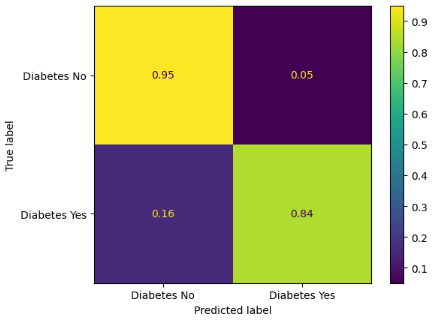 Diabetes No
0.95
0.05
Diabetes Yes
0.16
0.84
True label
Diabetes No
Diabetes Yes
Predicted label
0.9
0.8
0.7
0.6
0.5
0.4
0.3
0.2
0.1